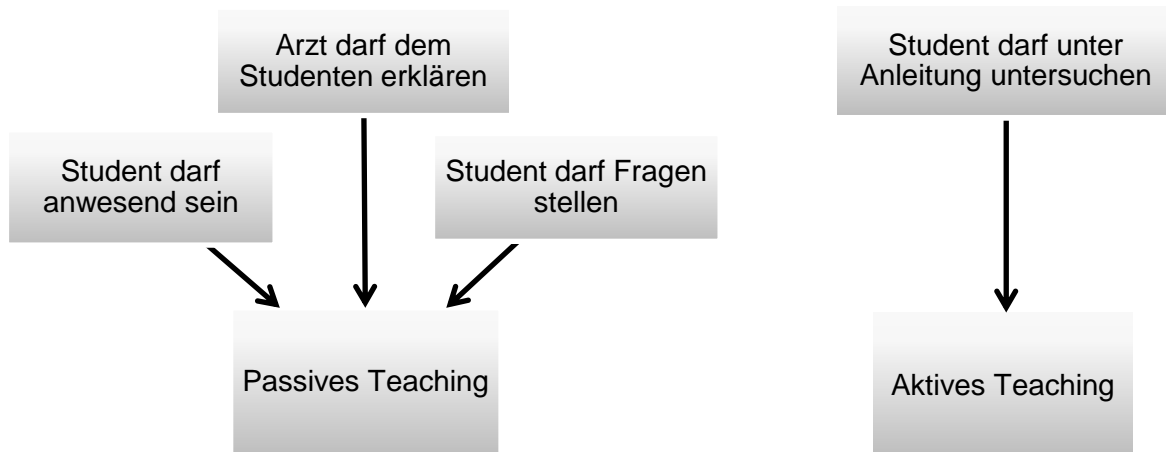 Arzt darf dem
Studenten erklären
Student darf unter
Anleitung untersuchen
Student darf
anwesend sein
Student darf Fragen
stellen
Passives Teaching
Aktives Teaching